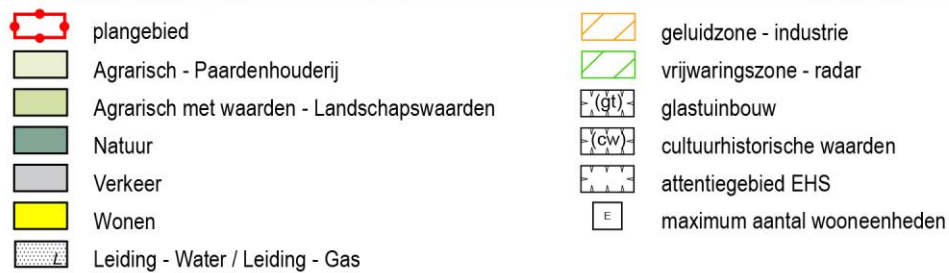 plangebied
Agrarisch - Paardenhouderij
Agrarisch met waarden - Landschapswaarden
Natuur
Verkeer
Wonen
L Leiding - Water / Leiding - Gas
geluidzone - industrie
vrijwaringszone - radar
(gt) glastuinbouw
(cw) cultuurhistorische waarden
attentiegebied EHS
E maximum aantal wooneenheden